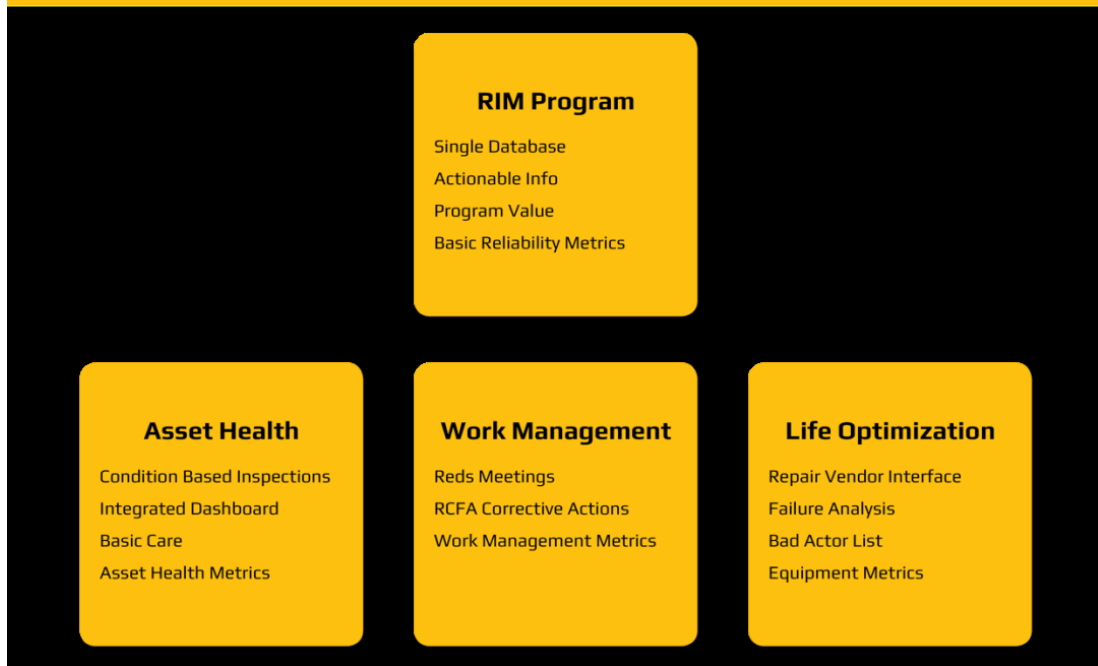 RIM Program
Single Database
Actionable Info
Program Value
Basic Reliability Metrics
Asset Health
Condition Based Inspections
Integrated Dashboard
Basic Care
Asset Health Metrics
Work Management
Reds Meetings
RCFA Corrective Actions
Work Management Metrics
Life Optimization
Repair Vendor Interface
Failure Analysis
Bad Actor List
Equipment Metrics